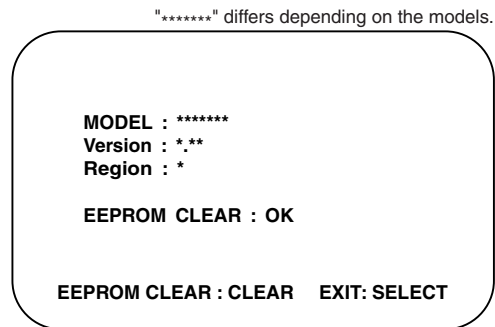 "*******" differs depending on the models.
MODEL : *******
Version : *.**
Region : *
EEPROM CLEAR : OK
EEPROM CLEAR : CLEAR EXIT: SELECT